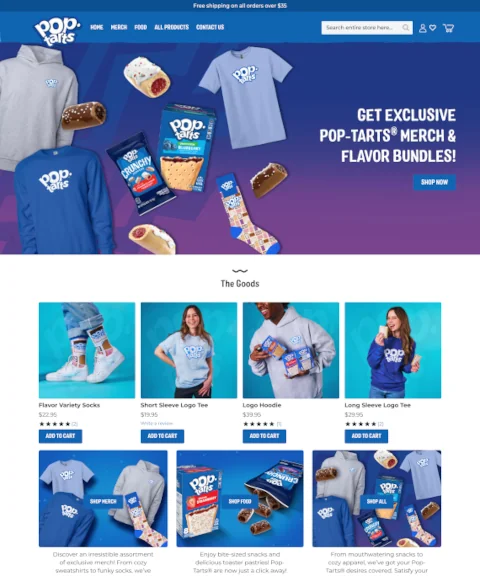 Free shipping on all orders over $35
POP.
tarts
HOME MERCH FOOD ALL PRODUCTS CONTACT US
Search entire store here...
GET EXCLUSIVE
POP-TARTS® MERCH &
FLAVOR BUNDLES!
SHOP NOW
The Goods
Flavor Variety Socks
$22.95
★★★★★ (2)
ADD TO CART
Short Sleeve Logo Tee
$19.95
Write a review
ADD TO CART
Logo Hoodie
$39.95
★★★★★ (1)
ADD TO CART
Long Sleeve Logo Tee
$29.95
★★★★★ (2)
ADD TO CART
SHOP MERCH
SHOP FOOD
SHOP ALL
Discover an irresistible assortment
of exclusive merch! From cozy
sweatshirts to funky socks, we've
Enjoy bite-sized snacks and
delicious toaster pastries! Pop-
Tarts® are now just a click away!
From mouthwatering snacks to
cozy apparel, we've got your Pop-
Tarts® desires covered. Satisfy your